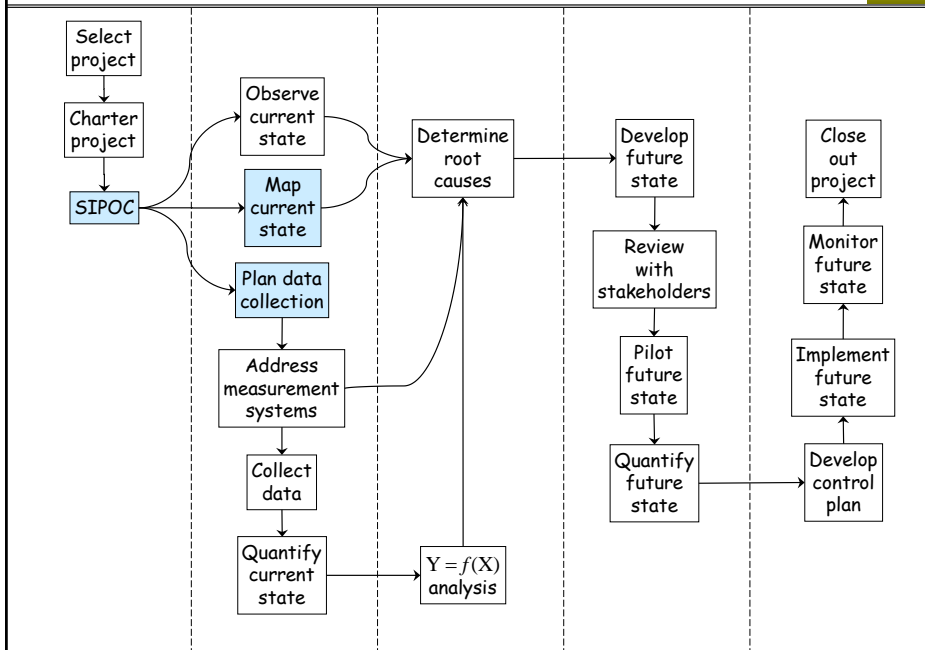 Select
project
Charter
project
SIPOC
Observe
current
state
Map
current
state
Plan data
collection
Address
measurement
systems
Collect
data
Quantify
current
state
Determine
root
causes
Y = f(X)
analysis
Develop
future
state
Review
with
stakeholders
Pilot
future
state
Quantify
future
state
Close
out
project
Monitor
future
state
Implement
future
state
Develop
control
plan